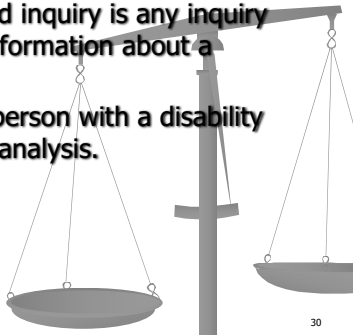 d inquiry is any inquiry
formation about a
person with a disability
analysis.
30